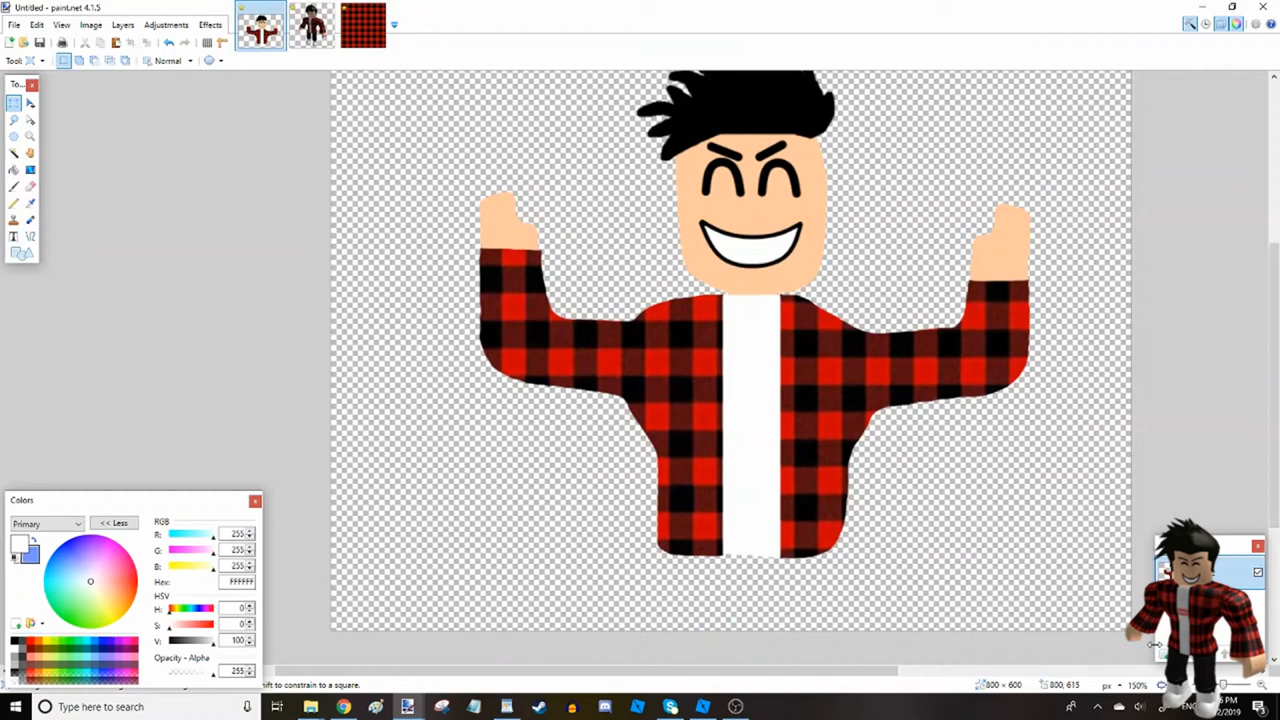 Untitled - paint.net 4.1.5
File Edit View Image Layers Adjustments Effects
Tool: Normal
To...
Colors
Primary << Less
RGB
R: 255
G: 255
B: 255
Hex: FFFFFF
HSV
H: 0
S: 0
V: 100
Opacity - Alpha
255
shift to constrain to a square. 800 × 600 800, 615 px 150%
Type here to search ENG